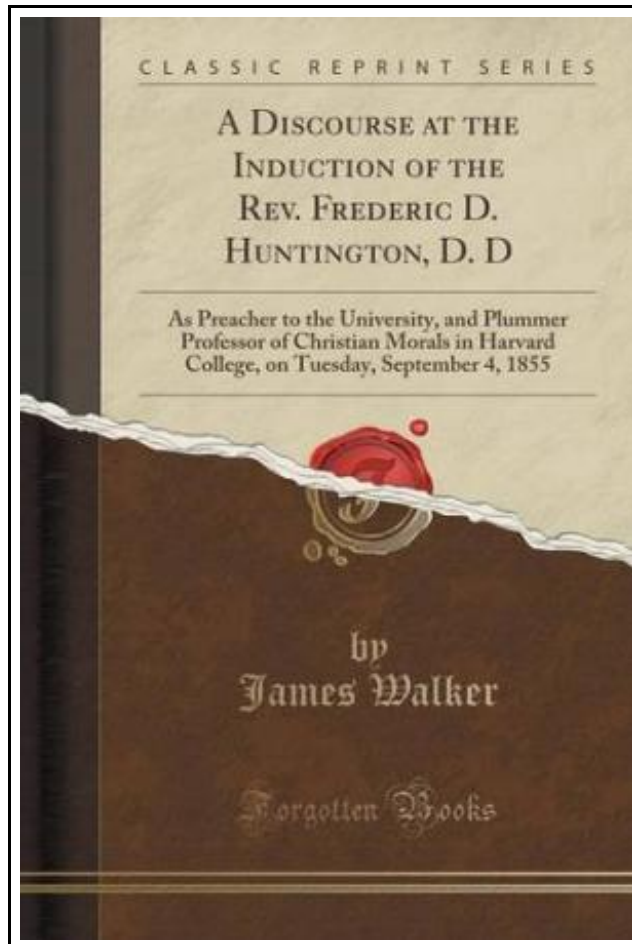 CLASSIC REPRINT SERIES
A DISCOURSE AT THE
INDUCTION OF THE
REV. FREDERIC D.
HUNTINGTON, D. D
As Preacher to the University, and Plummer
Professor of Christian Morals in Harvard
College, on Tuesday, September 4, 1855
by
James Walker
Forgotten Books